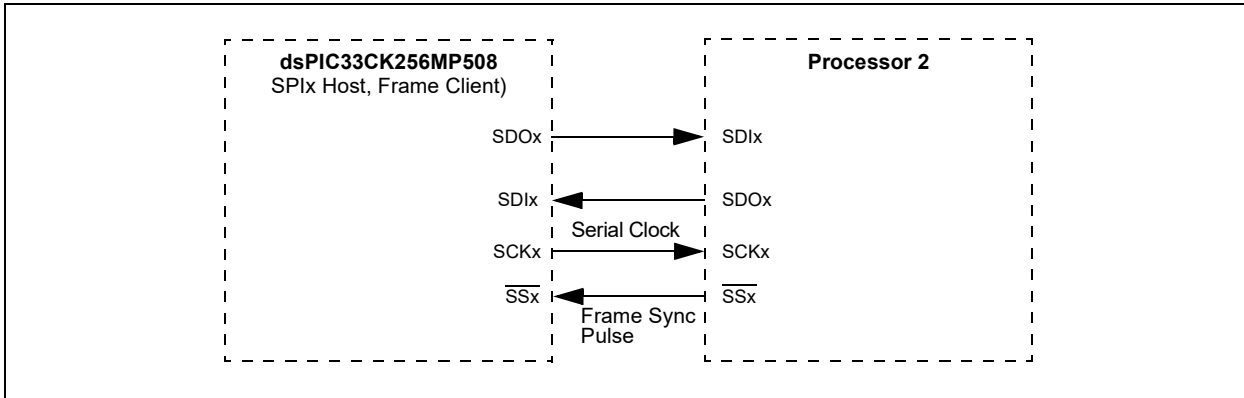 dsPIC33CK256MP508
SPIx Host, Frame Client)
Processor 2
SDOx
SDIx
SDIx
SDOx
Serial Clock
SCKx
SCKx
SSx
SSx
Frame Sync
Pulse